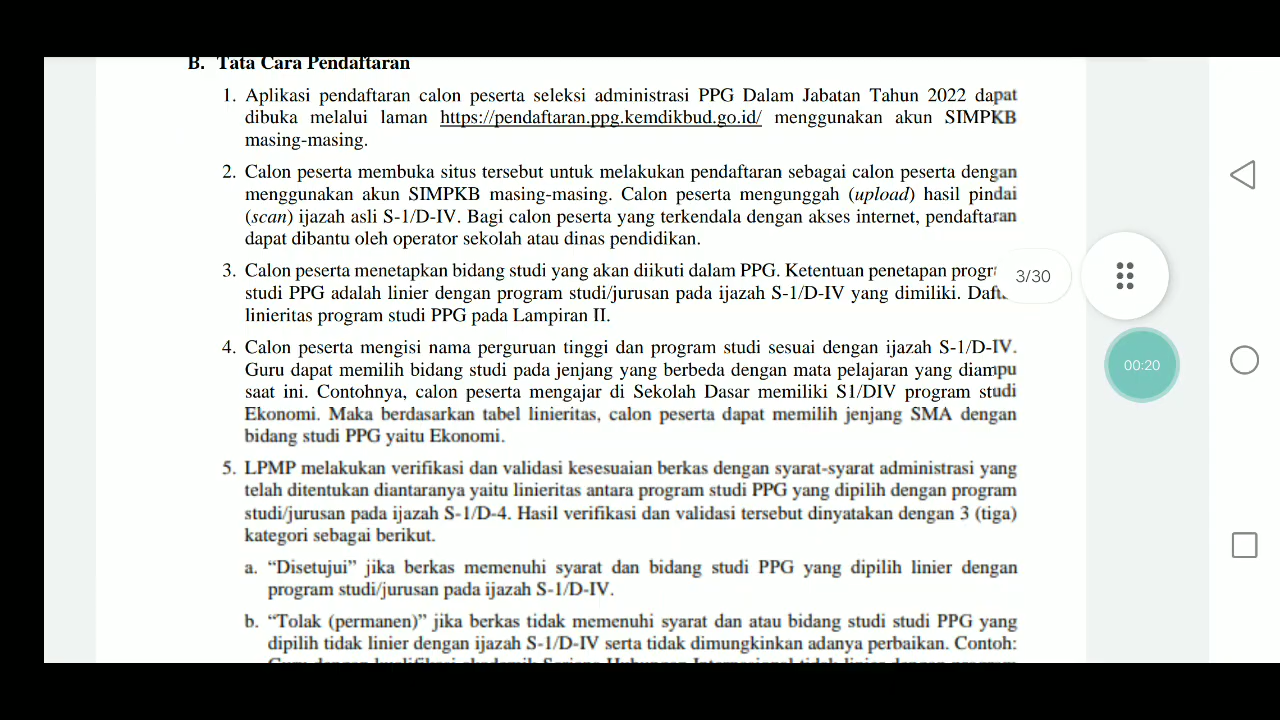 B. Tata Cara Pendaftaran
1. Aplikasi pendaftaran calon peserta seleksi administrasi PPG Dalam Jabatan Tahun 2022 dapat
dibuka melalui laman https://pendaftaran.ppg.kemdikbud.go.id/ menggunakan akun SIMPKB
masing-masing.
2. Calon peserta membuka situs tersebut untuk melakukan pendaftaran sebagai calon peserta dengan
menggunakan akun SIMPKB masing-masing. Calon peserta mengunggah (upload) hasil pindai
(scan) ijazah asli S-1/D-IV. Bagi calon peserta yang terkendala dengan akses internet, pendaftaran
dapat dibantu oleh operator sekolah atau dinas pendidikan.
3. Calon peserta menetapkan bidang studi yang akan diikuti dalam PPG. Ketentuan penetapan
3/30
studi PPG adalah linier dengan program studi/jurusan pada ijazah S-1/D-IV yang dimiliki.
linieritas program studi PPG pada Lampiran II.
4. Calon peserta mengisi nama perguruan tinggi dan program studi sesuai dengan ijazah S-1/D-IV.
Guru dapat memilih bidang studi pada jenjang yang berbeda dengan mata pelajaran yang diampu
00:20
saat ini. Contohnya, calon peserta mengajar di Sekolah Dasar memiliki S1/DIV program studi
Ekonomi. Maka berdasarkan tabel linieritas, calon peserta dapat memilih jenjang SMA dengan
bidang studi PPG yaitu Ekonomi.
5. LPMP melakukan verifikasi dan validasi kesesuaian berkas dengan syarat-syarat administrasi yang
telah ditentukan diantaranya yaitu linieritas antara program studi PPG yang dipilih dengan program
studi/jurusan pada ijazah S-1/D-4. Hasil verifikasi dan validasi tersebut dinyatakan dengan 3 (tiga)
kategori sebagai berikut.
a. “Disetujui” jika berkas memenuhi syarat dan bidang studi PPG yang dipilih linier dengan
program studi/jurusan pada ijazah S-1/D-IV.
b. “Tolak (permanen)” jika berkas tidak memenuhi syarat dan atau bidang studi studi PPG yang
dipilih tidak linier dengan ijazah S-1/D-IV serta tidak dimungkinkan adanya perbaikan. Contoh: